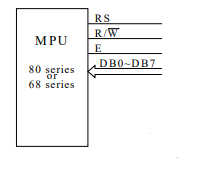 RS
R/W̅
MPU
E
DB0~DB7
80 series
or
68 series